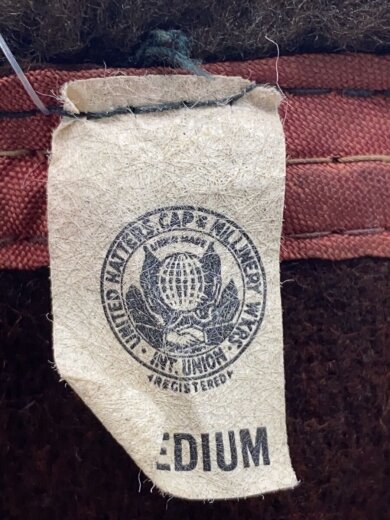 UNITED HATTERS, CAP & MILLINERY WKRS
UNION MADE
INT. UNION
REGISTERED
EDIUM